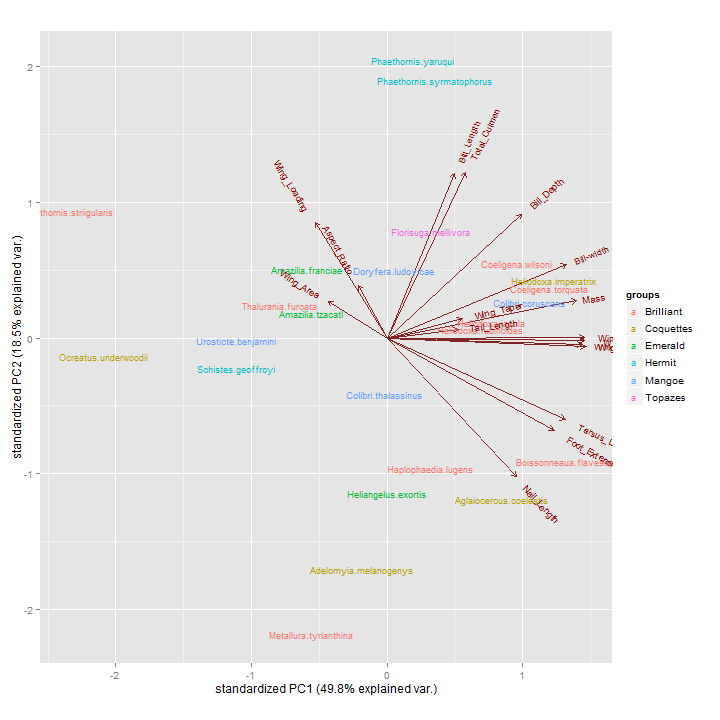 Phaethornis.yaruqui
Phaethornis.syrmatophorus
Bill_Length
Total_Culmen
Wing_Loading
Bill_Depth
thornis.striigularis
Florisuga.mellivora
Aspect_Ratio
Bill-width
Coeligena.wilsoni
Amazilia.franciae
Doryfera.ludovicae
Heliodoxa.imperatrix
Wing_Area
Coeligena.torquata
Mass
Thalurania.furcata
Colibri.coruscans
Amazilia.tzacatl
Wing_Taper
Tail_Length
Urosticte.benjamini
Ocreatus.underwoodii
Schistes.geoffroyi
Colibri.thalassinus
Tarsus_L
Foot_Extens
Haplophaedia.lugens
Boissonneaua.flaves
Nail_Length
Heliangelus.exortis
Aglaiocercus.coelestis
Adelomyia.melanogenys
Metallura.tyrianthina
2
1
0
-1
-2
-2
-1
0
1
standardized PC1 (49.8% explained var.)
standardized PC2 (18.5% explained var.)
groups
a Brilliant
a Coquettes
a Emerald
a Hermit
a Mangoe
a Topazes